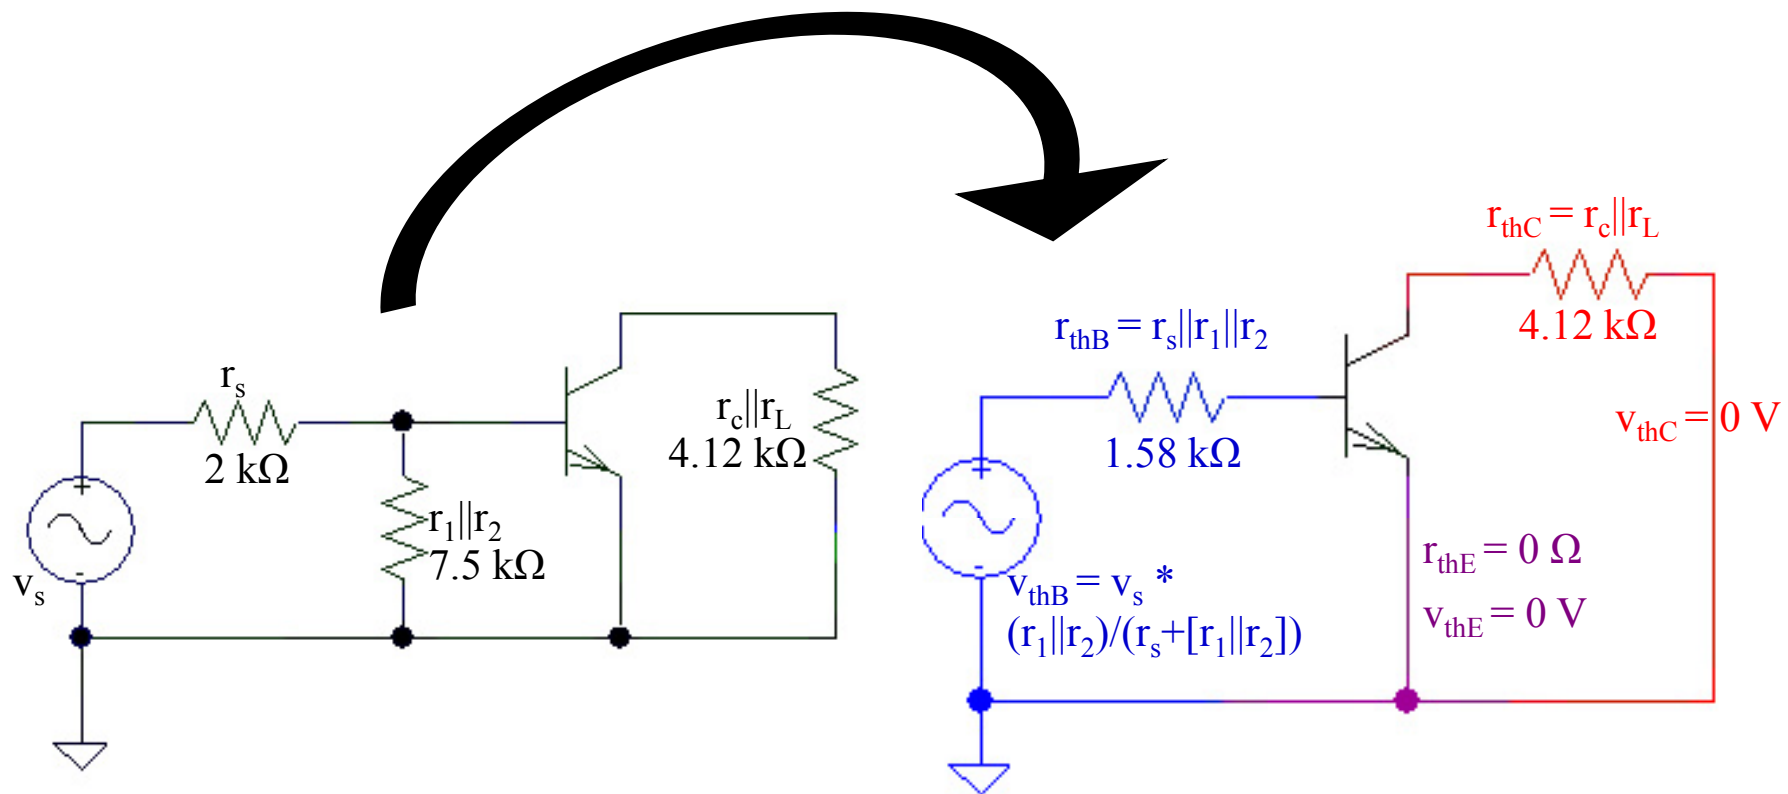 r_s
2 kΩ
+
-
v_s
r_1||r_2
7.5 kΩ
r_c||r_L
4.12 kΩ
r_thB = r_s||r_1||r_2
1.58 kΩ
+
-
v_thB = v_s *
(r_1||r_2)/(r_s+[r_1||r_2])
r_thC = r_c||r_L
4.12 kΩ
v_thC = 0 V
r_thE = 0 Ω
v_thE = 0 V